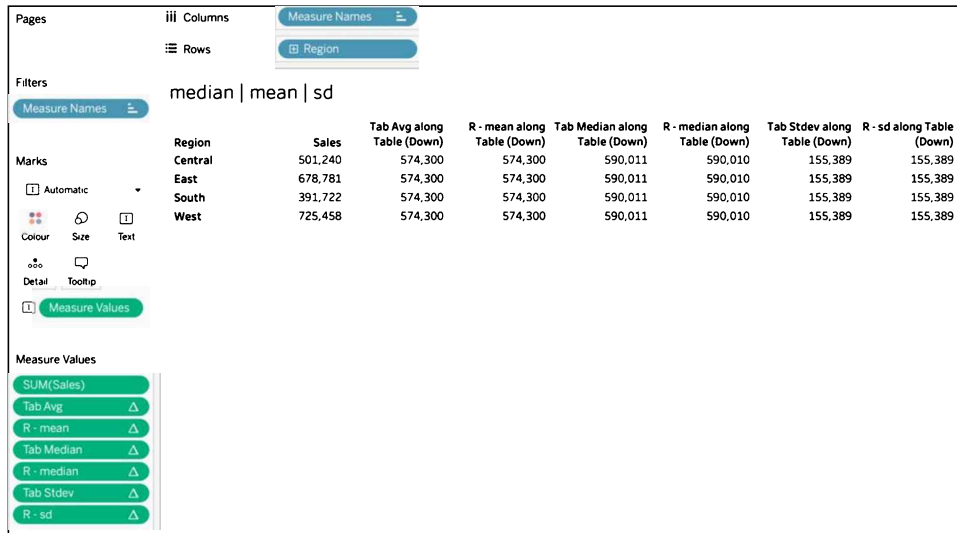 Pages
iii Columns
Measure Names
Rows
Region
Filters
Measure Names
median | mean | sd
Region Sales Tab Avg along Table (Down) R - mean along Table (Down) Tab Median along Table (Down) R - median along Table (Down) Tab Stdev along Table (Down) R - sd along Table (Down)
Central 501,240 574,300 574,300 590,011 590,010 155,389 155,389
East 678,781 574,300 574,300 590,011 590,010 155,389 155,389
South 391,722 574,300 574,300 590,011 590,010 155,389 155,389
West 725,458 574,300 574,300 590,011 590,010 155,389 155,389
Marks
Automatic
Colour Size Text
Detail Tooltip
Measure Values
Measure Values
SUM(Sales)
Tab Avg Δ
R - mean Δ
Tab Median Δ
R - median Δ
Tab Stdev Δ
R - sd Δ